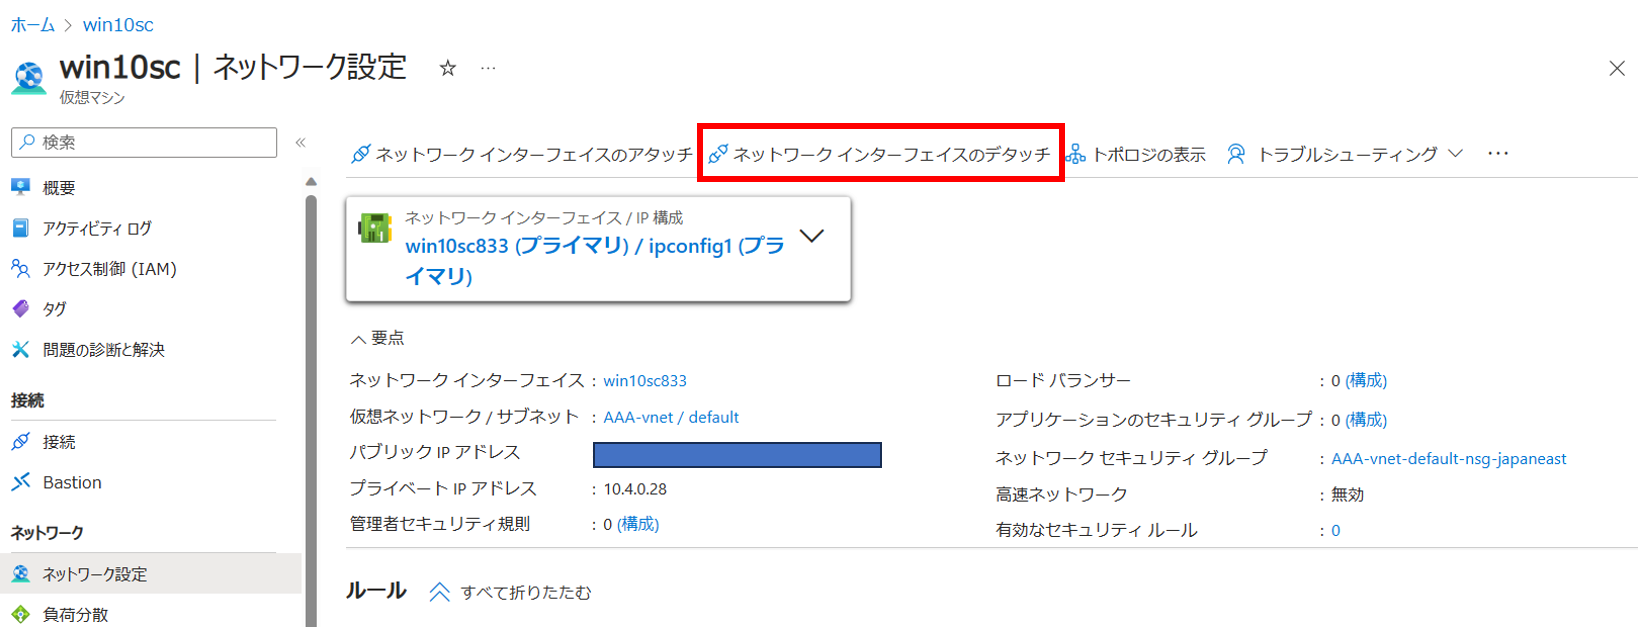 ホーム > win10sc
win10sc | ネットワーク設定 ☆ …
仮想マシン
検索
概要
アクティビティ ログ
アクセス制御 (IAM)
タグ
問題の診断と解決
接続
接続
Bastion
ネットワーク
ネットワーク設定
負荷分散
ネットワーク インターフェイスのアタッチ ネットワーク インターフェイスのデタッチ トポロジの表示 トラブルシューティング …
ネットワーク インターフェイス / IP 構成
win10sc833 (プライマリ) / ipconfig1 (プラ
イマリ)
要点
ネットワーク インターフェイス : win10sc833
仮想ネットワーク / サブネット : AAA-vnet / default
パブリック IP アドレス
プライベート IP アドレス : 10.4.0.28
管理者セキュリティ規則 : 0 (構成)
ロード バランサー : 0 (構成)
アプリケーションのセキュリティ グループ : 0 (構成)
ネットワーク セキュリティ グループ : AAA-vnet-default-nsg-japaneast
高速ネットワーク : 無効
有効なセキュリティ ルール : 0
ルール すべて折りたたむ